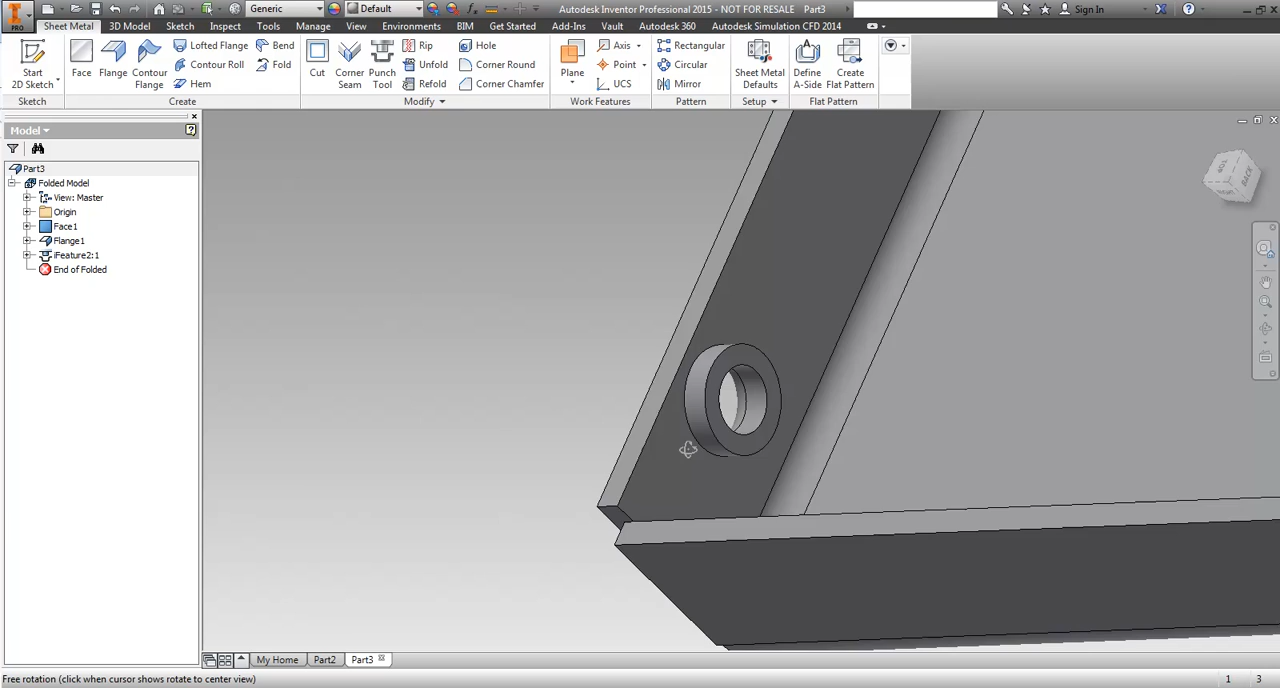 Generic
Default
Autodesk Inventor Professional 2015 - NOT FOR RESALE Part3
Sign In
PRO
Sheet Metal 3D Model Sketch Inspect Tools Manage View Environments BIM Get Started Add-Ins Vault Autodesk 360 Autodesk Simulation CFD 2014
Start
2D Sketch
Face
Flange
Contour
Flange
Lofted Flange
Contour Roll
Hem
Bend
Fold
Cut
Corner
Seam
Punch
Tool
Rip
Unfold
Refold
Hole
Corner Round
Corner Chamfer
Plane
Axis
Point
UCS
Rectangular
Circular
Mirror
Sheet Metal
Defaults
Define
A-Side
Create
Flat Pattern
Sketch
Create
Modify
Work Features
Pattern
Setup
Flat Pattern
Model
Part3
Folded Model
View: Master
Origin
Face1
Flange1
iFeature2:1
End of Folded
TOP
BACK
My Home Part2 Part3
Free rotation (click when cursor shows rotate to center view)
1 3